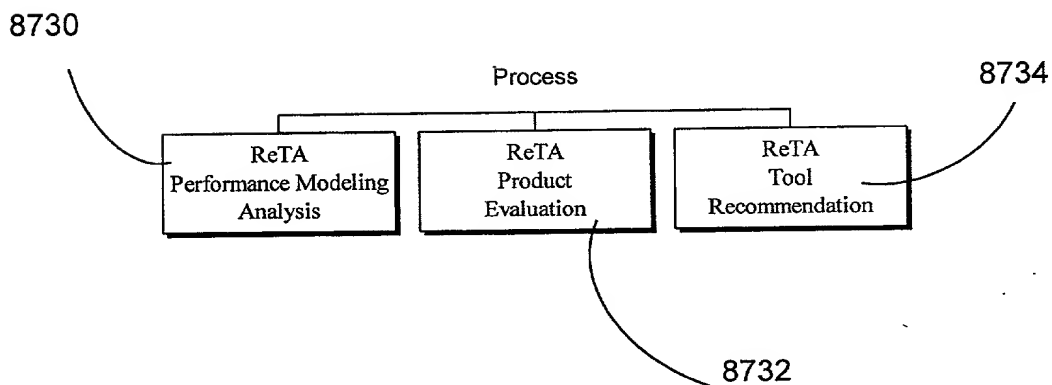 8730
Process
8734
ReTA
Performance Modeling
Analysis
ReTA
Product
Evaluation
ReTA
Tool
Recommendation
8732